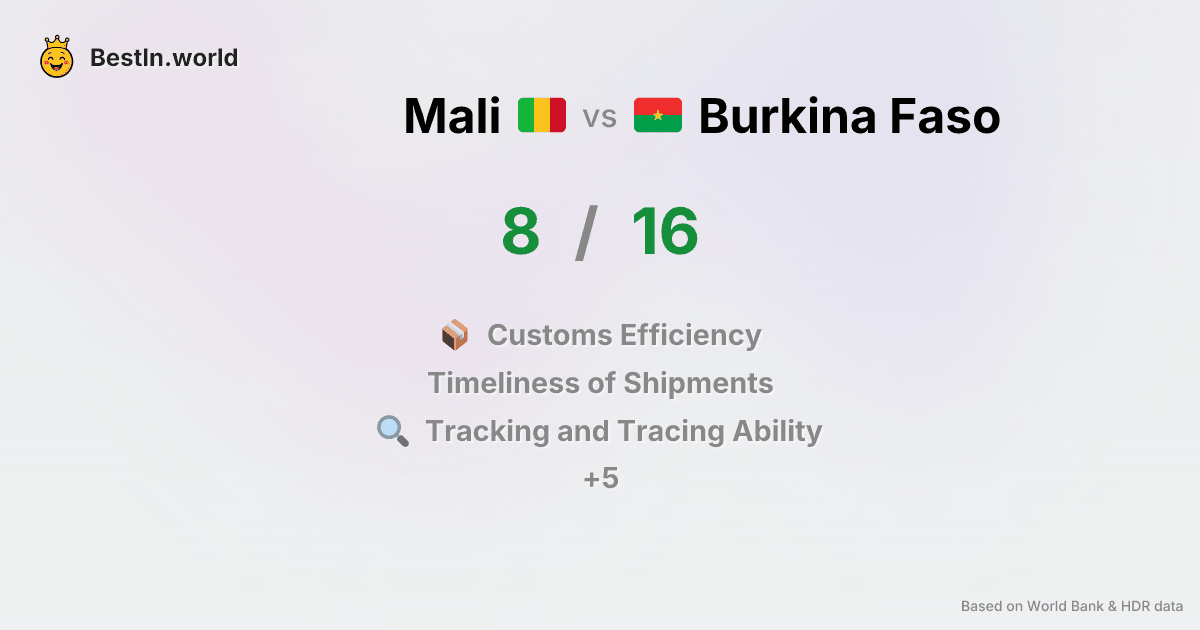 BestIn.world
Mali vs Burkina Faso
8 / 16
Customs Efficiency
Timeliness of Shipments
Tracking and Tracing Ability
+5
Based on World Bank & HDR data